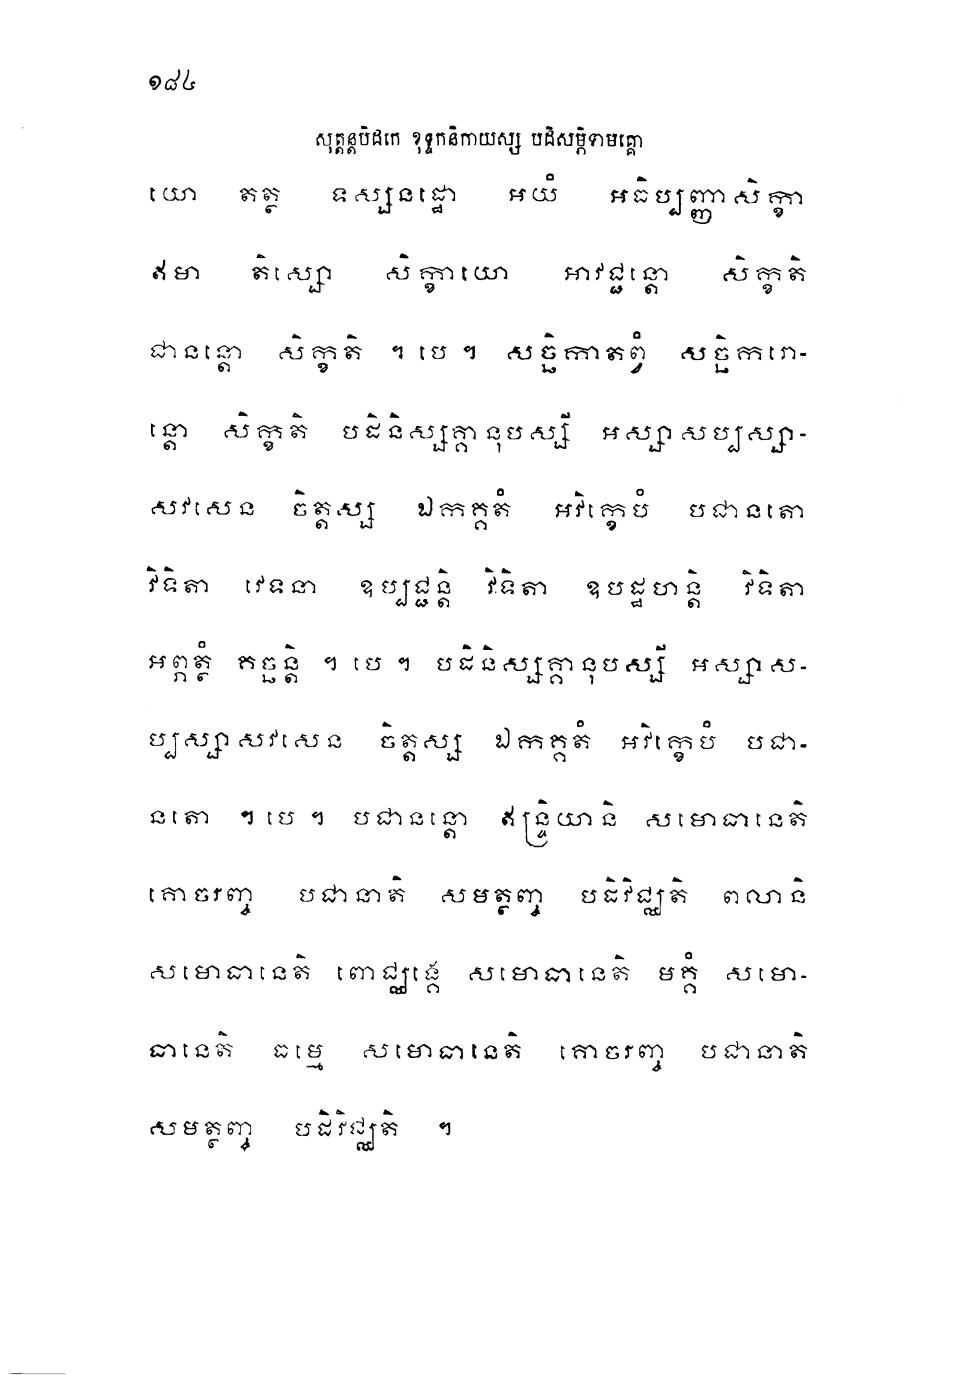 ១៨៤
សុត្តន្តបិដកេ ខុទ្ទកនិកាយស្ស បដិសម្ភិទាមគ្គោ
យោ តត្ថ ទស្សនដ្ឋោ អយំ អធិប្បញ្ញាសិក្ខា
ឥមា តិស្សោ សិក្ខាយោ អាវជ្ជន្តោ សិក្ខតិ
ជានន្តោ សិក្ខតិ ។ បេ ។ សច្ឆិកាតព្វំ សច្ឆិករោ-
ន្តោ សិក្ខតិ បដិនិស្សគ្គានុបស្សី អស្សាសប្បស្សា-
សវសេន ចិត្តស្ស ឯកគ្គតំ អវិក្ខេបំ បជានតោ
វិទិតា វេទនា ឧប្បជ្ជន្តិ វិទិតា ឧបដ្ឋហន្តិ វិទិតា
អព្ភត្ថំ គច្ឆន្តិ ។ បេ ។ បដិនិស្សគ្គានុបស្សី អស្សាស-
ប្បស្សាសវសេន ចិត្តស្ស ឯកគ្គតំ អវិក្ខេបំ បជា-
នតោ ។ បេ ។ បជានន្តោ ឥន្ទ្រិយានិ សមោធានេតិ
គោចរញ្ច បជានាតិ សមត្ថញ្ច បដិវិជ្ឈតិ ពលានិ
សមោធានេតិ ពោជ្ឈង្គេ សមោធានេតិ មគ្គំ សមោ-
ធានេតិ ធម្មេ សមោធានេតិ គោចរញ្ច បជានាតិ
សមត្ថញ្ច បដិវិជ្ឈតិ ។